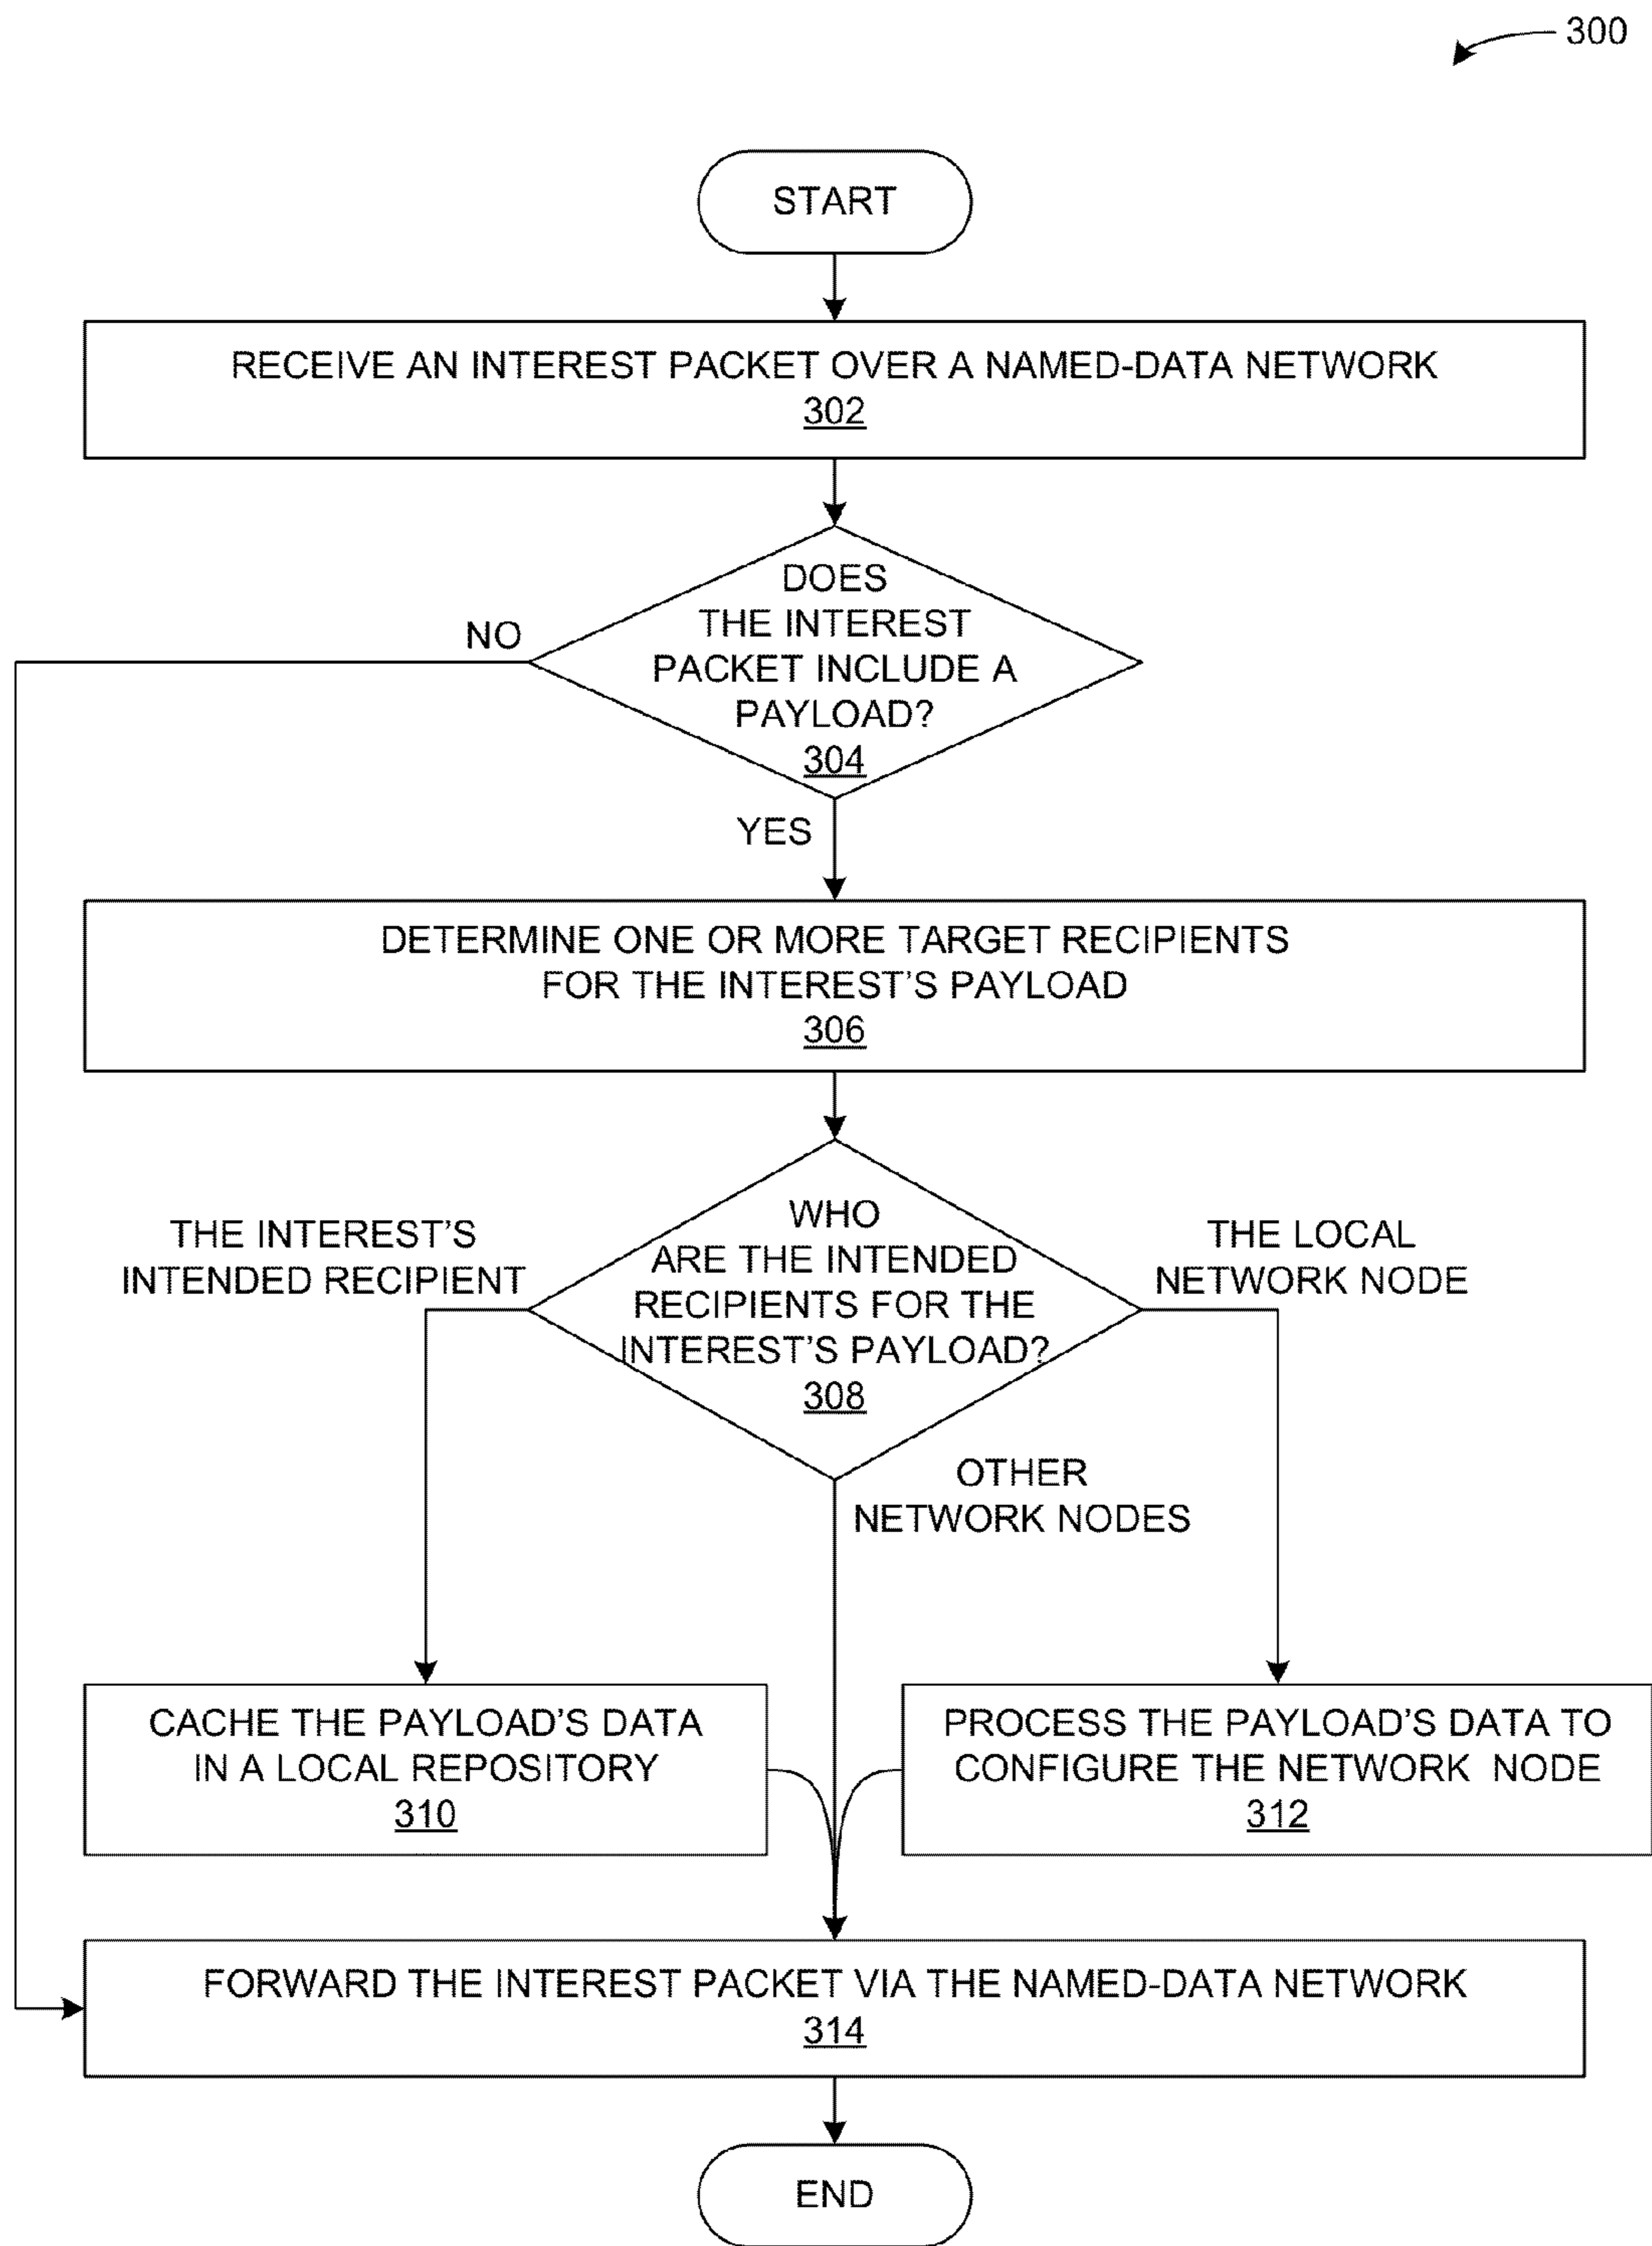 300
START
RECEIVE AN INTEREST PACKET OVER A NAMED-DATA NETWORK
302
DOES
THE INTEREST
PACKET INCLUDE A
PAYLOAD?
304
NO
YES
DETERMINE ONE OR MORE TARGET RECIPIENTS
FOR THE INTEREST'S PAYLOAD
306
WHO
ARE THE INTENDED
RECIPIENTS FOR THE
INTEREST'S PAYLOAD?
308
THE INTEREST'S
INTENDED RECIPIENT
THE LOCAL
NETWORK NODE
OTHER
NETWORK NODES
CACHE THE PAYLOAD'S DATA
IN A LOCAL REPOSITORY
310
PROCESS THE PAYLOAD'S DATA TO
CONFIGURE THE NETWORK NODE
312
FORWARD THE INTEREST PACKET VIA THE NAMED-DATA NETWORK
314
END